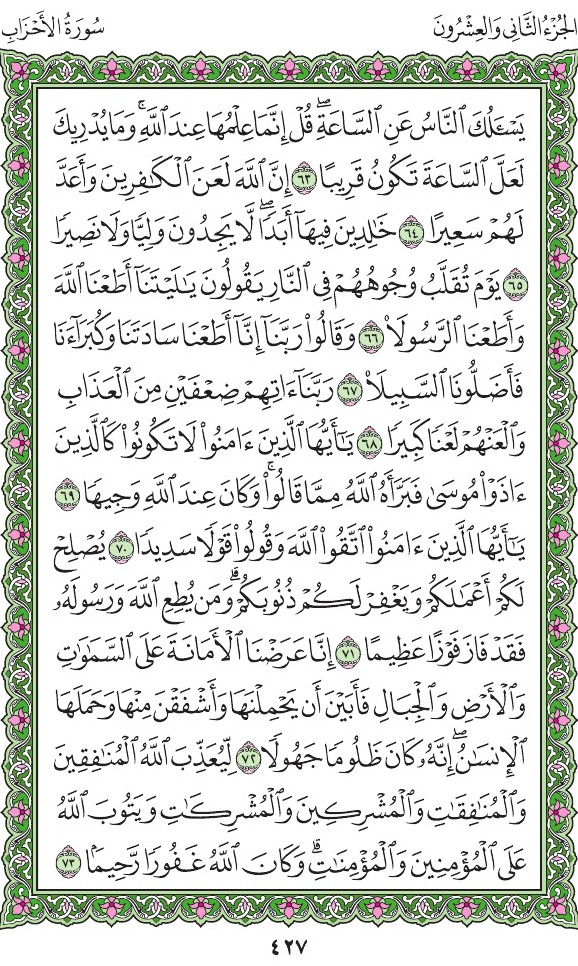 الجُزْءُ الثَّانِي وَالعِشْرُونَ
سُورَةُ الأَحْزَابِ
يَسْـَٔلُكَ ٱلنَّاسُ عَنِ ٱلسَّاعَةِۖ قُلْ إِنَّمَا عِلْمُهَا عِندَ ٱللَّهِۚ وَمَا يُدْرِيكَ
لَعَلَّ ٱلسَّاعَةَ تَكُونُ قَرِيبًا ٦٣ إِنَّ ٱللَّهَ لَعَنَ ٱلْكَٰفِرِينَ وَأَعَدَّ
لَهُمْ سَعِيرًا ٦٤ خَٰلِدِينَ فِيهَآ أَبَدًاۖ لَّا يَجِدُونَ وَلِيًّا وَلَا نَصِيرًا
٦٥ يَوْمَ تُقَلَّبُ وُجُوهُهُمْ فِى ٱلنَّارِ يَقُولُونَ يَٰلَيْتَنَآ أَطَعْنَا ٱللَّهَ
وَأَطَعْنَا ٱلرَّسُولَا۠ ٦٦ وَقَالُوا۟ رَبَّنَآ إِنَّآ أَطَعْنَا سَادَتَنَا وَكُبَرَآءَنَا
فَأَضَلُّونَا ٱلسَّبِيلَا۠ ٦٧ رَبَّنَآ ءَاتِهِمْ ضِعْفَيْنِ مِنَ ٱلْعَذَابِ
وَٱلْعَنْهُمْ لَعْنًا كَبِيرًا ٦٨ يَٰٓأَيُّهَا ٱلَّذِينَ ءَامَنُوا۟ لَا تَكُونُوا۟ كَٱلَّذِينَ
ءَاذَوْا۟ مُوسَىٰ فَبَرَّأَهُ ٱللَّهُ مِمَّا قَالُوا۟ۚ وَكَانَ عِندَ ٱللَّهِ وَجِيهًا ٦٩
يَٰٓأَيُّهَا ٱلَّذِينَ ءَامَنُوا۟ ٱتَّقُوا۟ ٱللَّهَ وَقُولُوا۟ قَوْلًا سَدِيدًا ٧٠ يُصْلِحْ
لَكُمْ أَعْمَٰلَكُمْ وَيَغْفِرْ لَكُمْ ذُنُوبَكُمْۗ وَمَن يُطِعِ ٱللَّهَ وَرَسُولَهُۥ
فَقَدْ فَازَ فَوْزًا عَظِيمًا ٧١ إِنَّا عَرَضْنَا ٱلْأَمَانَةَ عَلَى ٱلسَّمَٰوَٰتِ
وَٱلْأَرْضِ وَٱلْجِبَالِ فَأَبَيْنَ أَن يَحْمِلْنَهَا وَأَشْفَقْنَ مِنْهَا وَحَمَلَهَا
ٱلْإِنسَٰنُۖ إِنَّهُۥ كَانَ ظَلُومًا جَهُولًا ٧٢ لِّيُعَذِّبَ ٱللَّهُ ٱلْمُنَٰفِقِينَ
وَٱلْمُنَٰفِقَٰتِ وَٱلْمُشْرِكِينَ وَٱلْمُشْرِكَٰتِ وَيَتُوبَ ٱللَّهُ
عَلَى ٱلْمُؤْمِنِينَ وَٱلْمُؤْمِنَٰتِۗ وَكَانَ ٱللَّهُ غَفُورًا رَّحِيمًۢا ٧٣
٤٢٧